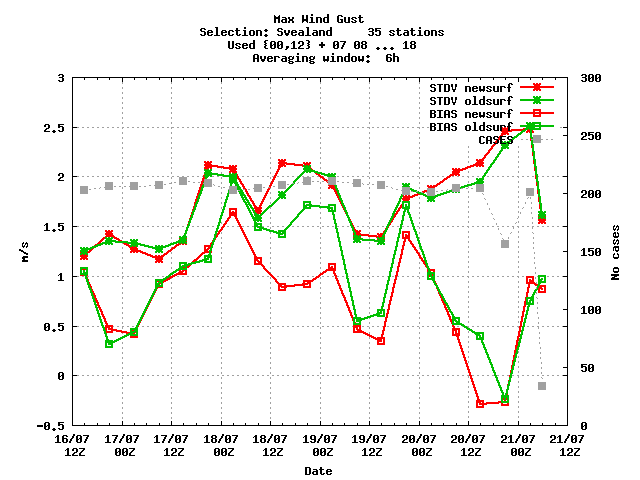 Max Wind Gust
Selection: Svealand     35 stations
Used {00,12} + 07 08 ... 18
Averaging window:  6h
STDV newsurf
STDV oldsurf
BIAS newsurf
BIAS oldsurf
CASES
3
2.5
2
1.5
1
0.5
0
-0.5
m/s
300
250
200
150
100
50
0
No cases
16/07 17/07 17/07 18/07 18/07 19/07 19/07 20/07 20/07 21/07 21/07
12Z 00Z 12Z 00Z 12Z 00Z 12Z 00Z 12Z 00Z 12Z
Date